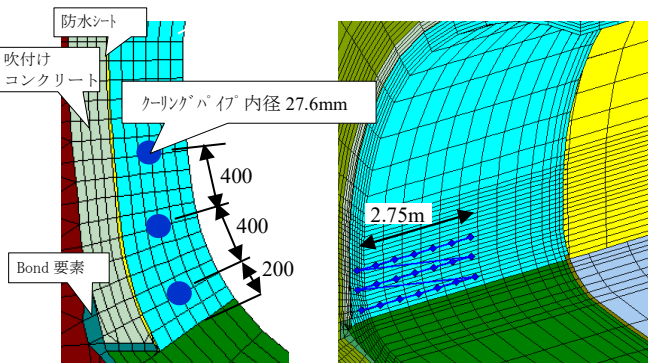 防水シート
吹付け
コンクリート
クーリングパイプ 内径 27.6mm
400
400
200
Bond 要素
2.75m